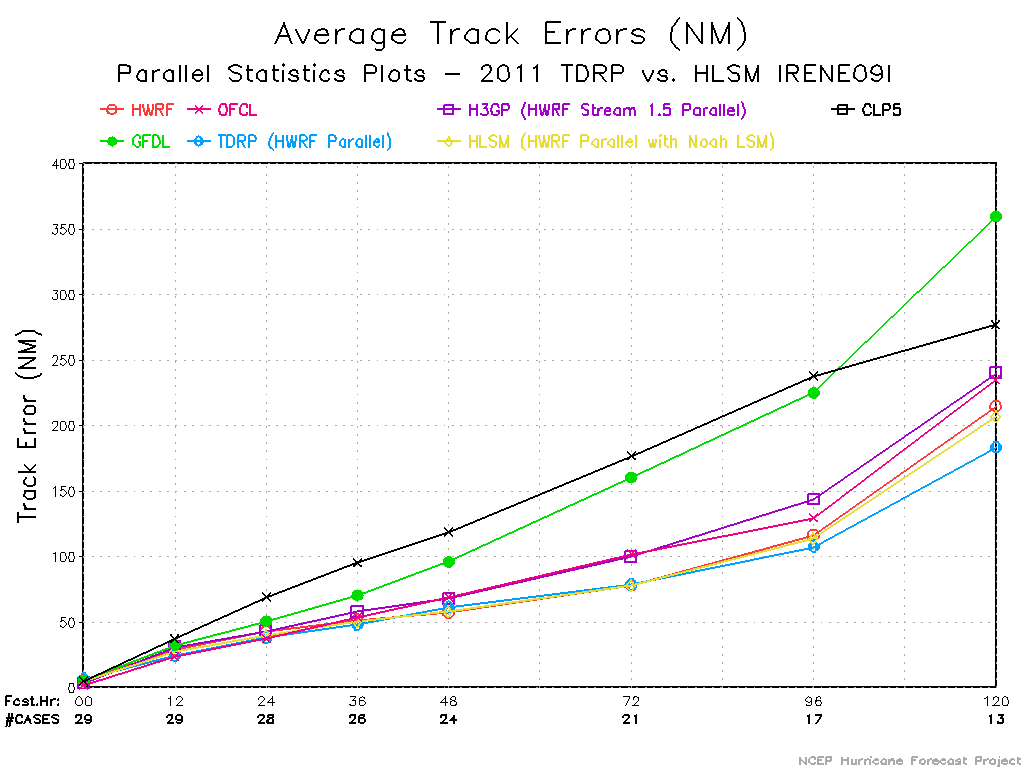 Average Track Errors (NM)
Parallel Statistics Plots - 2011 TDRP vs. HLSM IRENE09l
HWRF OFCL H3GP (HWRF Stream 1.5 Parallel) CLP5
GFDL TDRP (HWRF Parallel) HLSM (HWRF Parallel with Noah LSM)
Track Error (NM)
400
350
300
250
200
150
100
50
0
Fcst.Hr: 00 12 24 36 48 72 96 120
#CASES 29 29 28 26 24 21 17 13
NCEP Hurricane Forecast Project